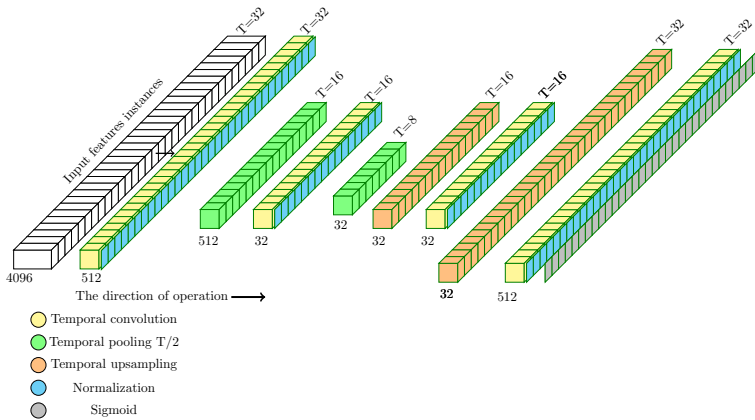 T=32
T=32
T=16
T=16
T=8
T=16
T=16
T=32
T=32
Input features instances
4096
512
512
32
32
32
32
32
512
The direction of operation
Temporal convolution
Temporal pooling T/2
Temporal upsampling
Normalization
Sigmoid